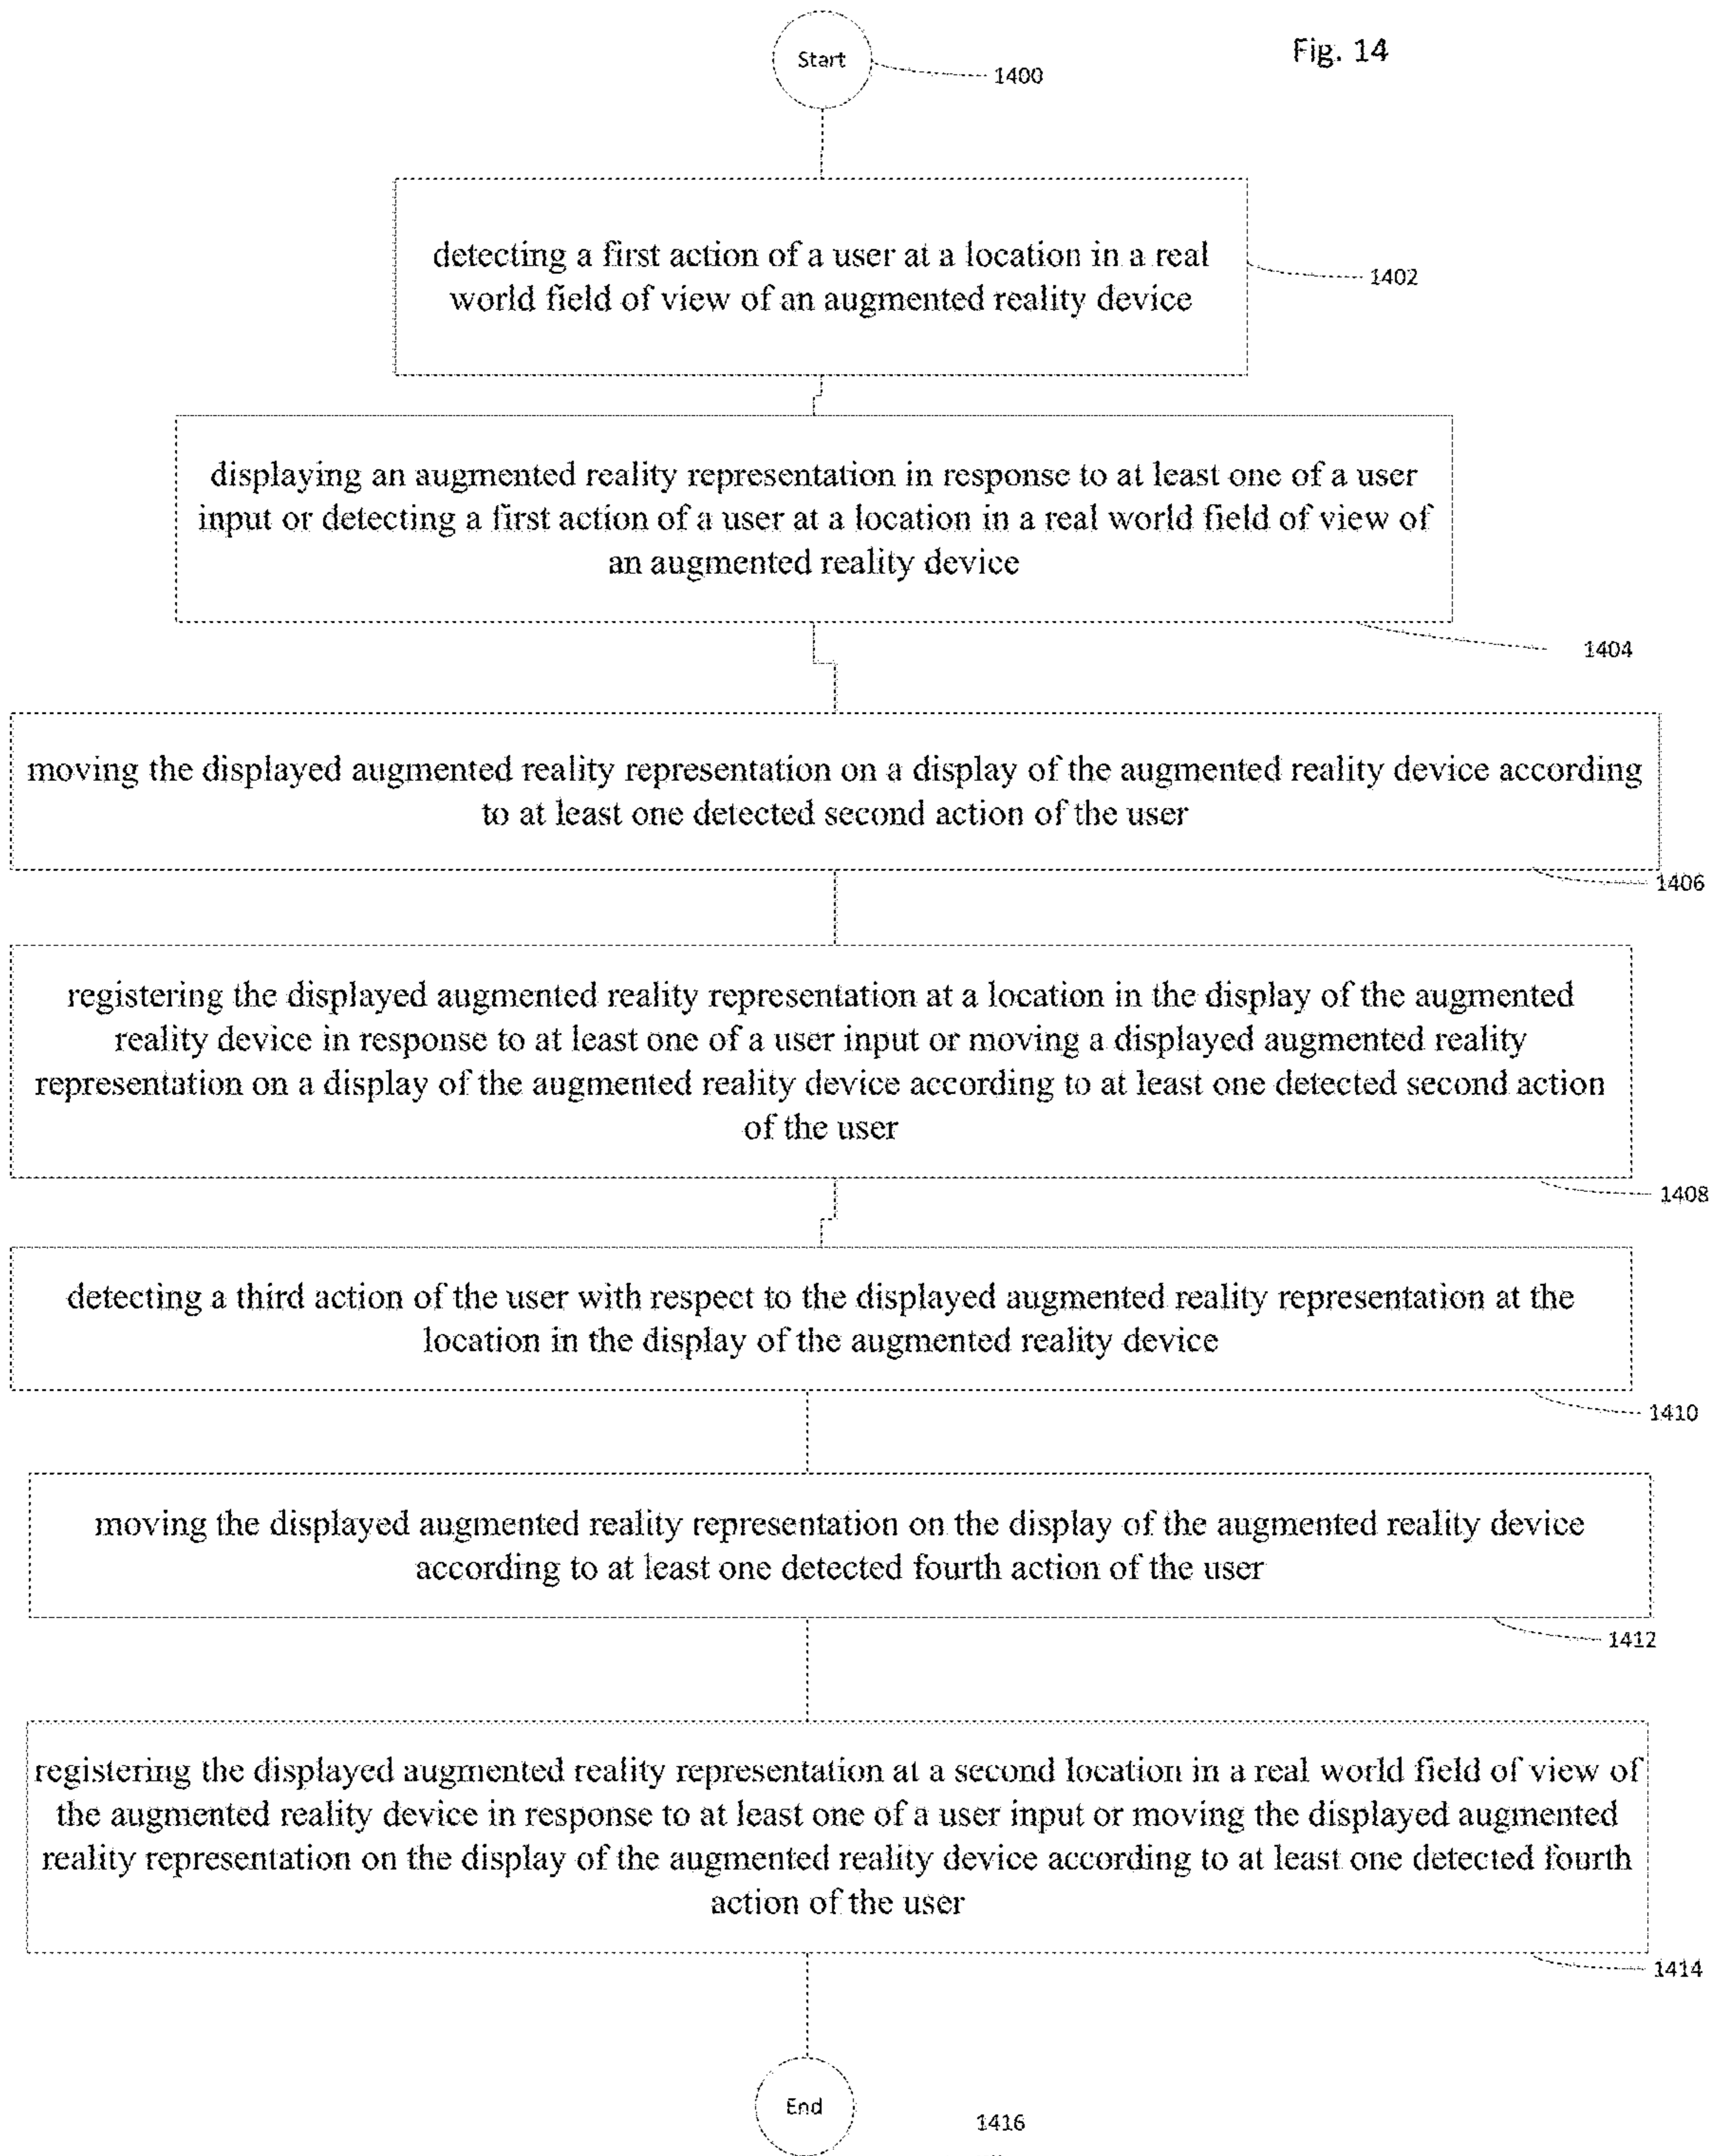 Fig. 14
Start
1400
detecting a first action of a user at a location in a real
world field of view of an augmented reality device
1402
displaying an augmented reality representation in response to at least one of a user
input or detecting a first action of a user at a location in a real world field of view of
an augmented reality device
1404
moving the displayed augmented reality representation on a display of the augmented reality device according
to at least one detected second action of the user
1406
registering the displayed augmented reality representation at a location in the display of the augmented
reality device in response to at least one of a user input or moving a displayed augmented reality
representation on a display of the augmented reality device according to at least one detected second action
of the user
1408
detecting a third action of the user with respect to the displayed augmented reality representation at the
location in the display of the augmented reality device
1410
moving the displayed augmented reality representation on the display of the augmented reality device
according to at least one detected fourth action of the user
1412
registering the displayed augmented reality representation at a second location in a real world field of view of
the augmented reality device in response to at least one of a user input or moving the displayed augmented
reality representation on the display of the augmented reality device according to at least one detected fourth
action of the user
1414
End
1416